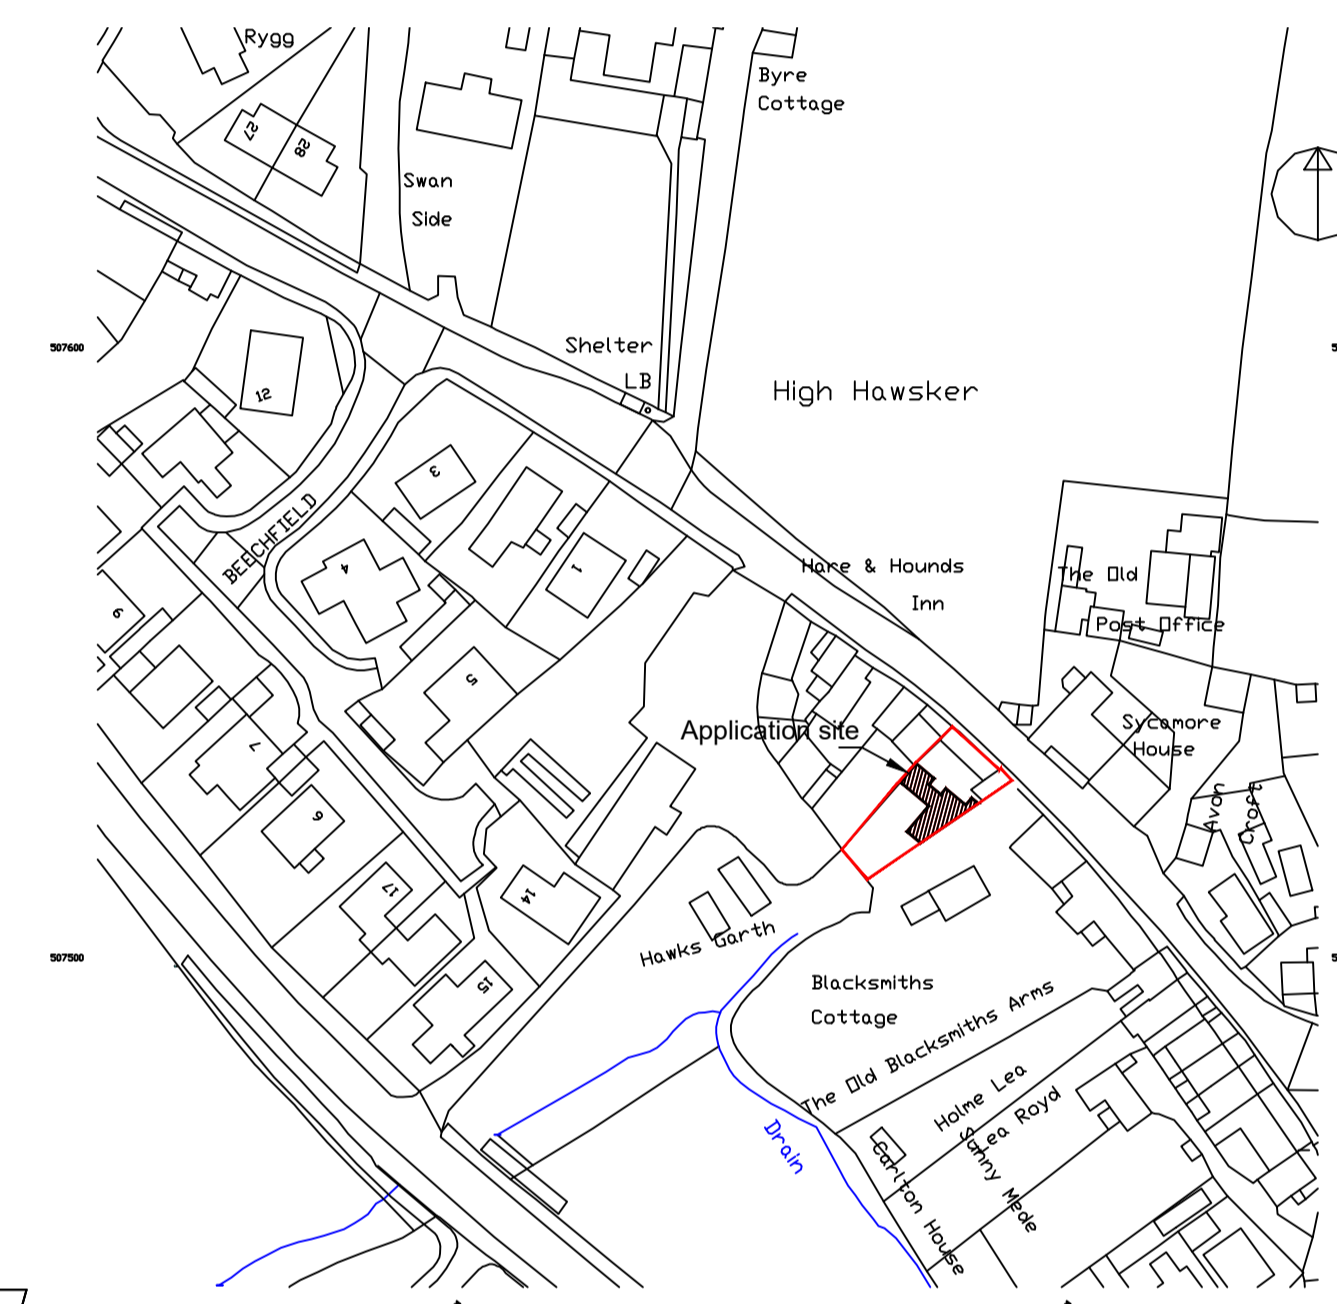 Rygg
Byre
Cottage
27
28
Swan
Side
507600
Shelter
LB
High Hawsker
12
3
BEECHFIELD
4
1
Hare & Hounds
Inn
The Old
Post Office
6
5
Application site
Sycamore
House
7
Avon
Croft
9
17
14
Hawks Garth
507500
15
Blacksmiths
Cottage
The Old Blacksmiths Arms
Holme Lea
Lea Royd
Sunny Mede
Drain
Carlton House
5
5